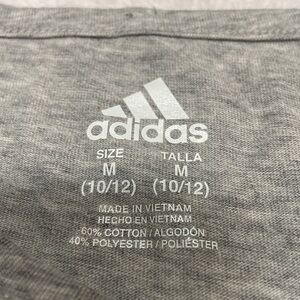 adidas
SIZE TALLA
M M
(10/12) (10/12)
MADE IN VIETNAM
HECHO EN VIETNAM
60% COTTON / ALGODÓN
40% POLYESTER / POLIÉSTER